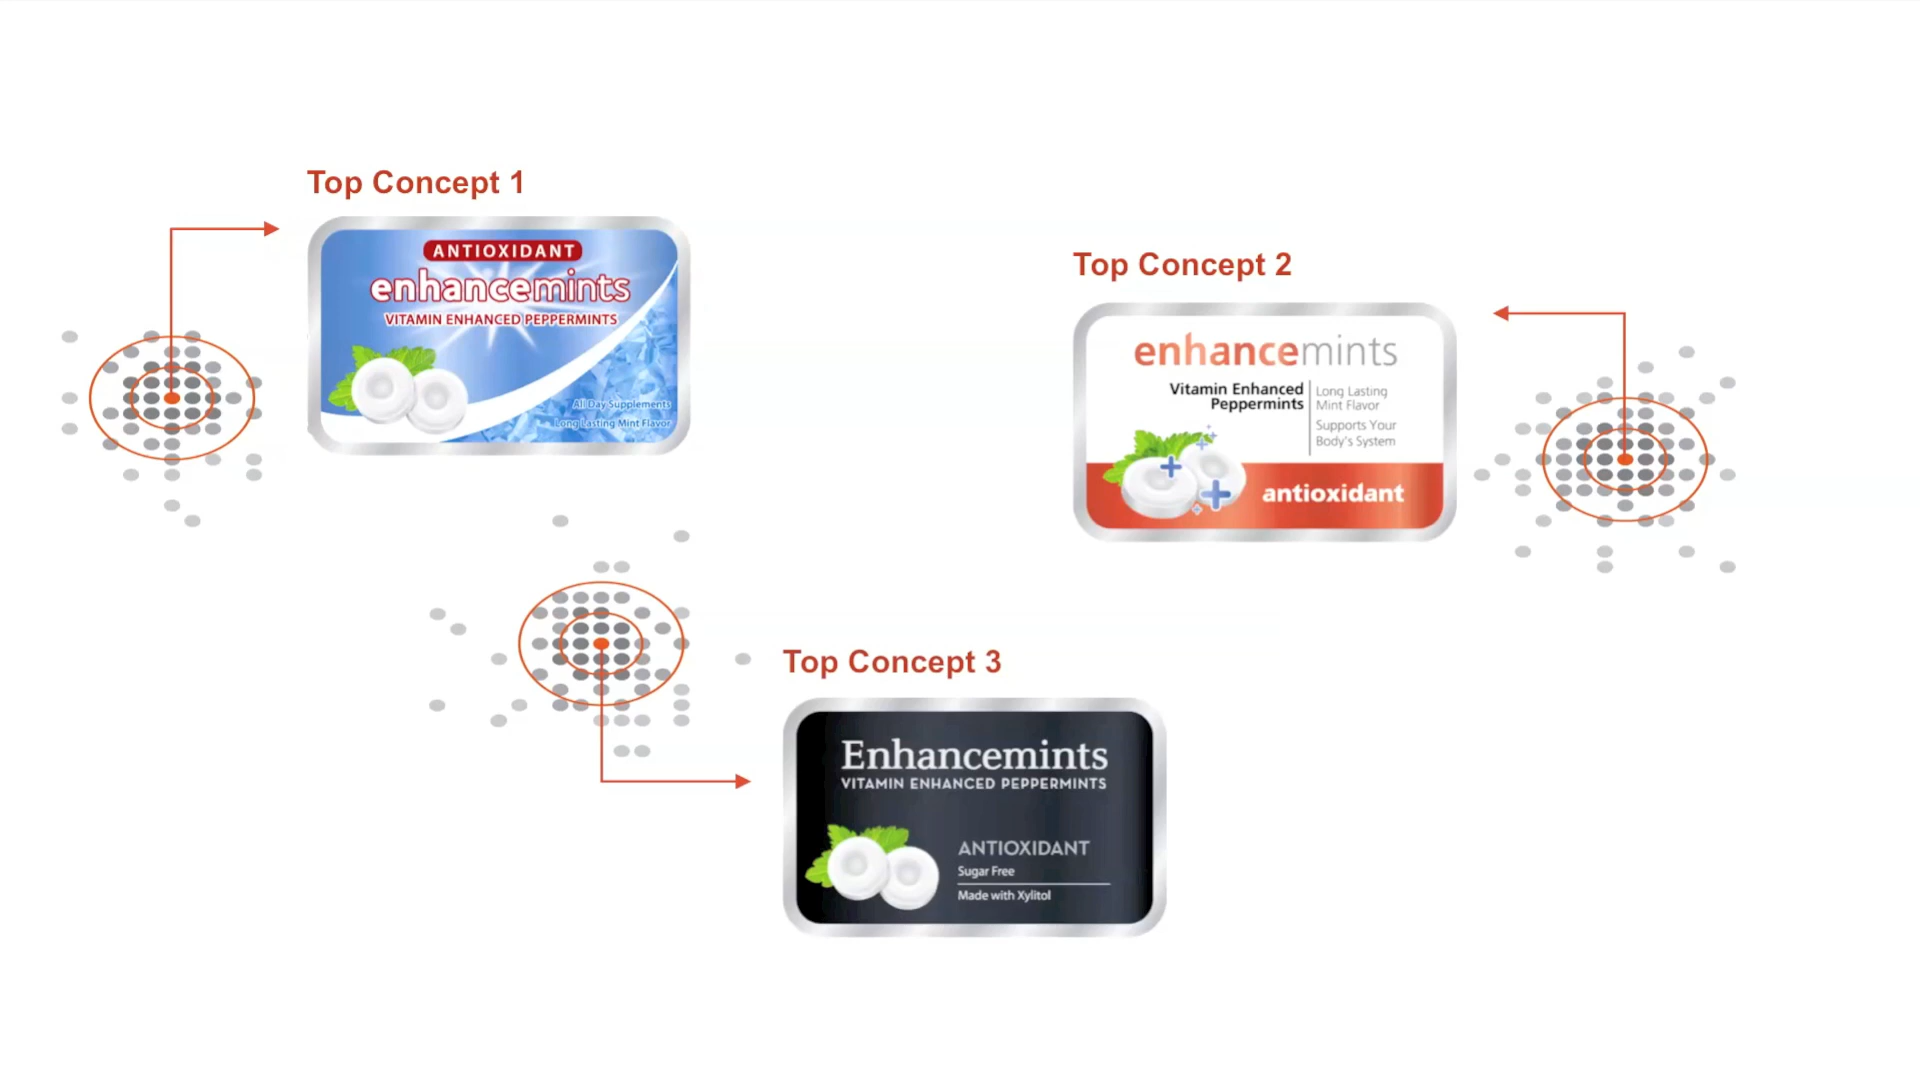 Top Concept 1
ANTIOXIDANT
enhancemints
VITAMIN ENHANCED PEPPERMINTS
All Day Supplements
Long Lasting Mint Flavor
Top Concept 2
enhancemints
Vitamin Enhanced
Peppermints
Long Lasting
Mint Flavor
Supports Your
Body's System
antioxidant
Top Concept 3
Enhancemints
VITAMIN ENHANCED PEPPERMINTS
ANTIOXIDANT
Sugar Free
Made with Xylitol